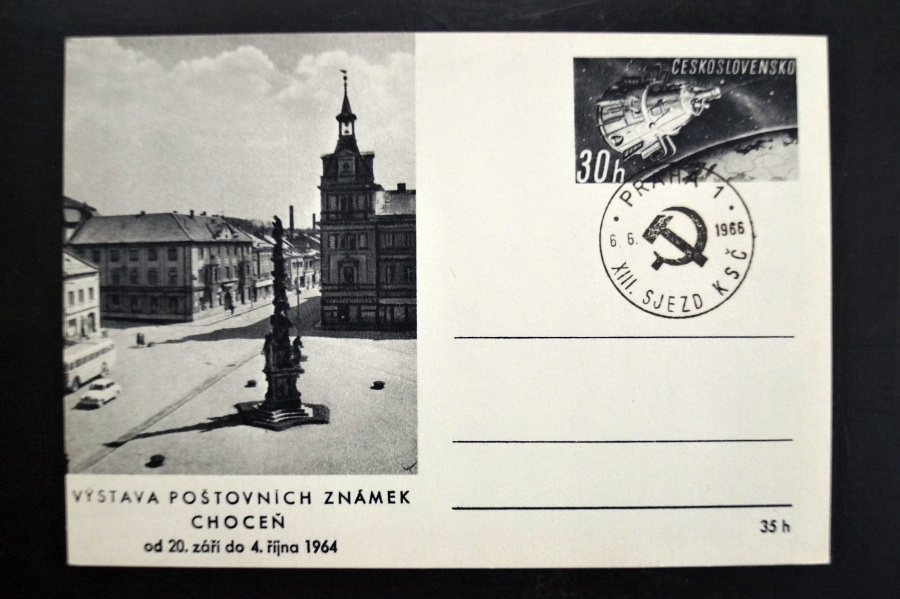 ČESKOSLOVENSKO
30h
PRAHA 1
6. 6. 1966
XIII. SJEZD KSČ
VÝSTAVA POŠTOVNÍCH ZNÁMEK
CHOCEŇ
od 20. září do 4. října 1964
35 h